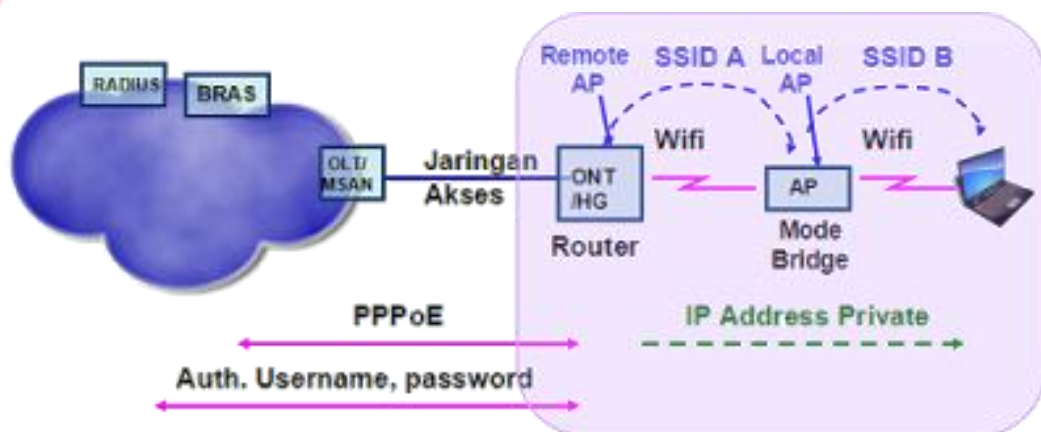 RADIUS
BRAS
OLT/
MSAN
Jaringan
Akses
Remote
AP
SSID A
Local
AP
SSID B
Wifi
Wifi
ONT
/HG
Router
AP
Mode
Bridge
PPPoE
IP Address Private
Auth. Username, password